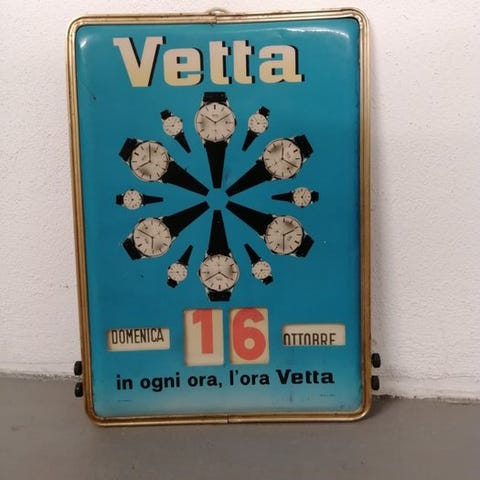 Vetta
DOMENICA 16 OTTOBRE
in ogni ora, l'ora Vetta